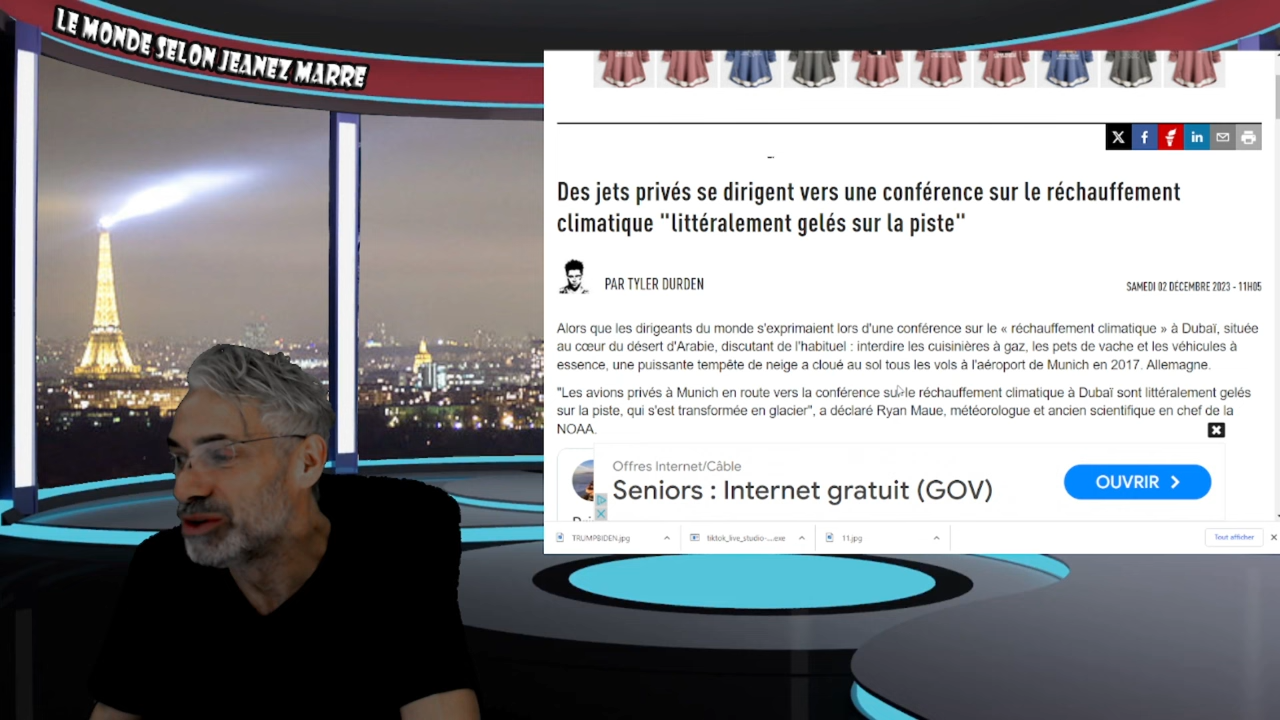 LE MONDE SELON JEANEZ MARRE
Des jets privés se dirigent vers une conférence sur le réchauffement
climatique "littéralement gelés sur la piste"
PAR TYLER DURDEN
SAMEDI 02 DÉCEMBRE 2023 - 11H05
Alors que les dirigeants du monde s'exprimaient lors d'une conférence sur le « réchauffement climatique » à Dubaï, située
au cœur du désert d'Arabie, discutant de l'habituel : interdire les cuisinières à gaz, les pets de vache et les véhicules à
essence, une puissante tempête de neige a cloué au sol tous les vols à l'aéroport de Munich en 2017. Allemagne.
"Les avions privés à Munich en route vers la conférence sur le réchauffement climatique à Dubaï sont littéralement gelés
sur la piste, qui s'est transformée en glacier", a déclaré Ryan Maue, météorologue et ancien scientifique en chef de la
NOAA.
Offres Internet/Câble
Seniors : Internet gratuit (GOV)
OUVRIR
TRUMPBIDEN.jpg
tiktok_live_studio-...exe
11.jpg
Tout afficher